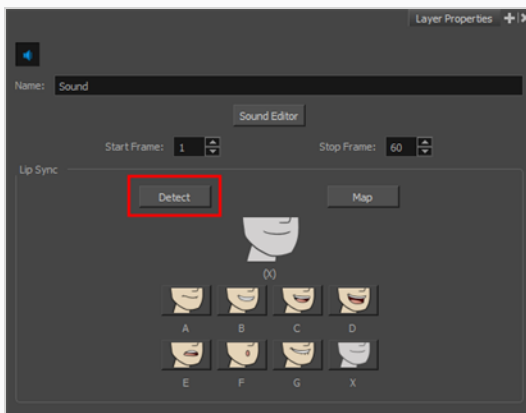 Layer Properties
Name: Sound
Sound Editor
Start Frame: 1 Stop Frame: 60
Lip Sync
Detect Map
(X)
A B C D
E F G X